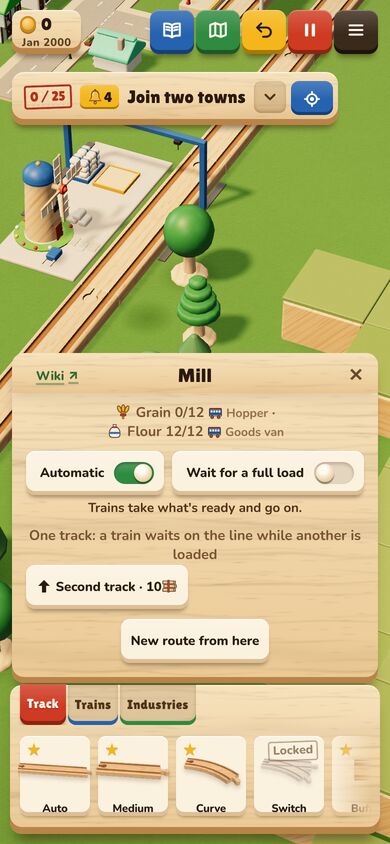 0
Jan 2000
0 / 25
4
Join two towns
Wiki
Mill
Grain 0/12 Hopper ·
Flour 12/12 Goods van
Automatic
Wait for a full load
Trains take what's ready and go on.
One track: a train waits on the line while another is
loaded
Second track · 10
New route from here
Track
Trains
Industries
Locked
Auto
Medium
Curve
Switch